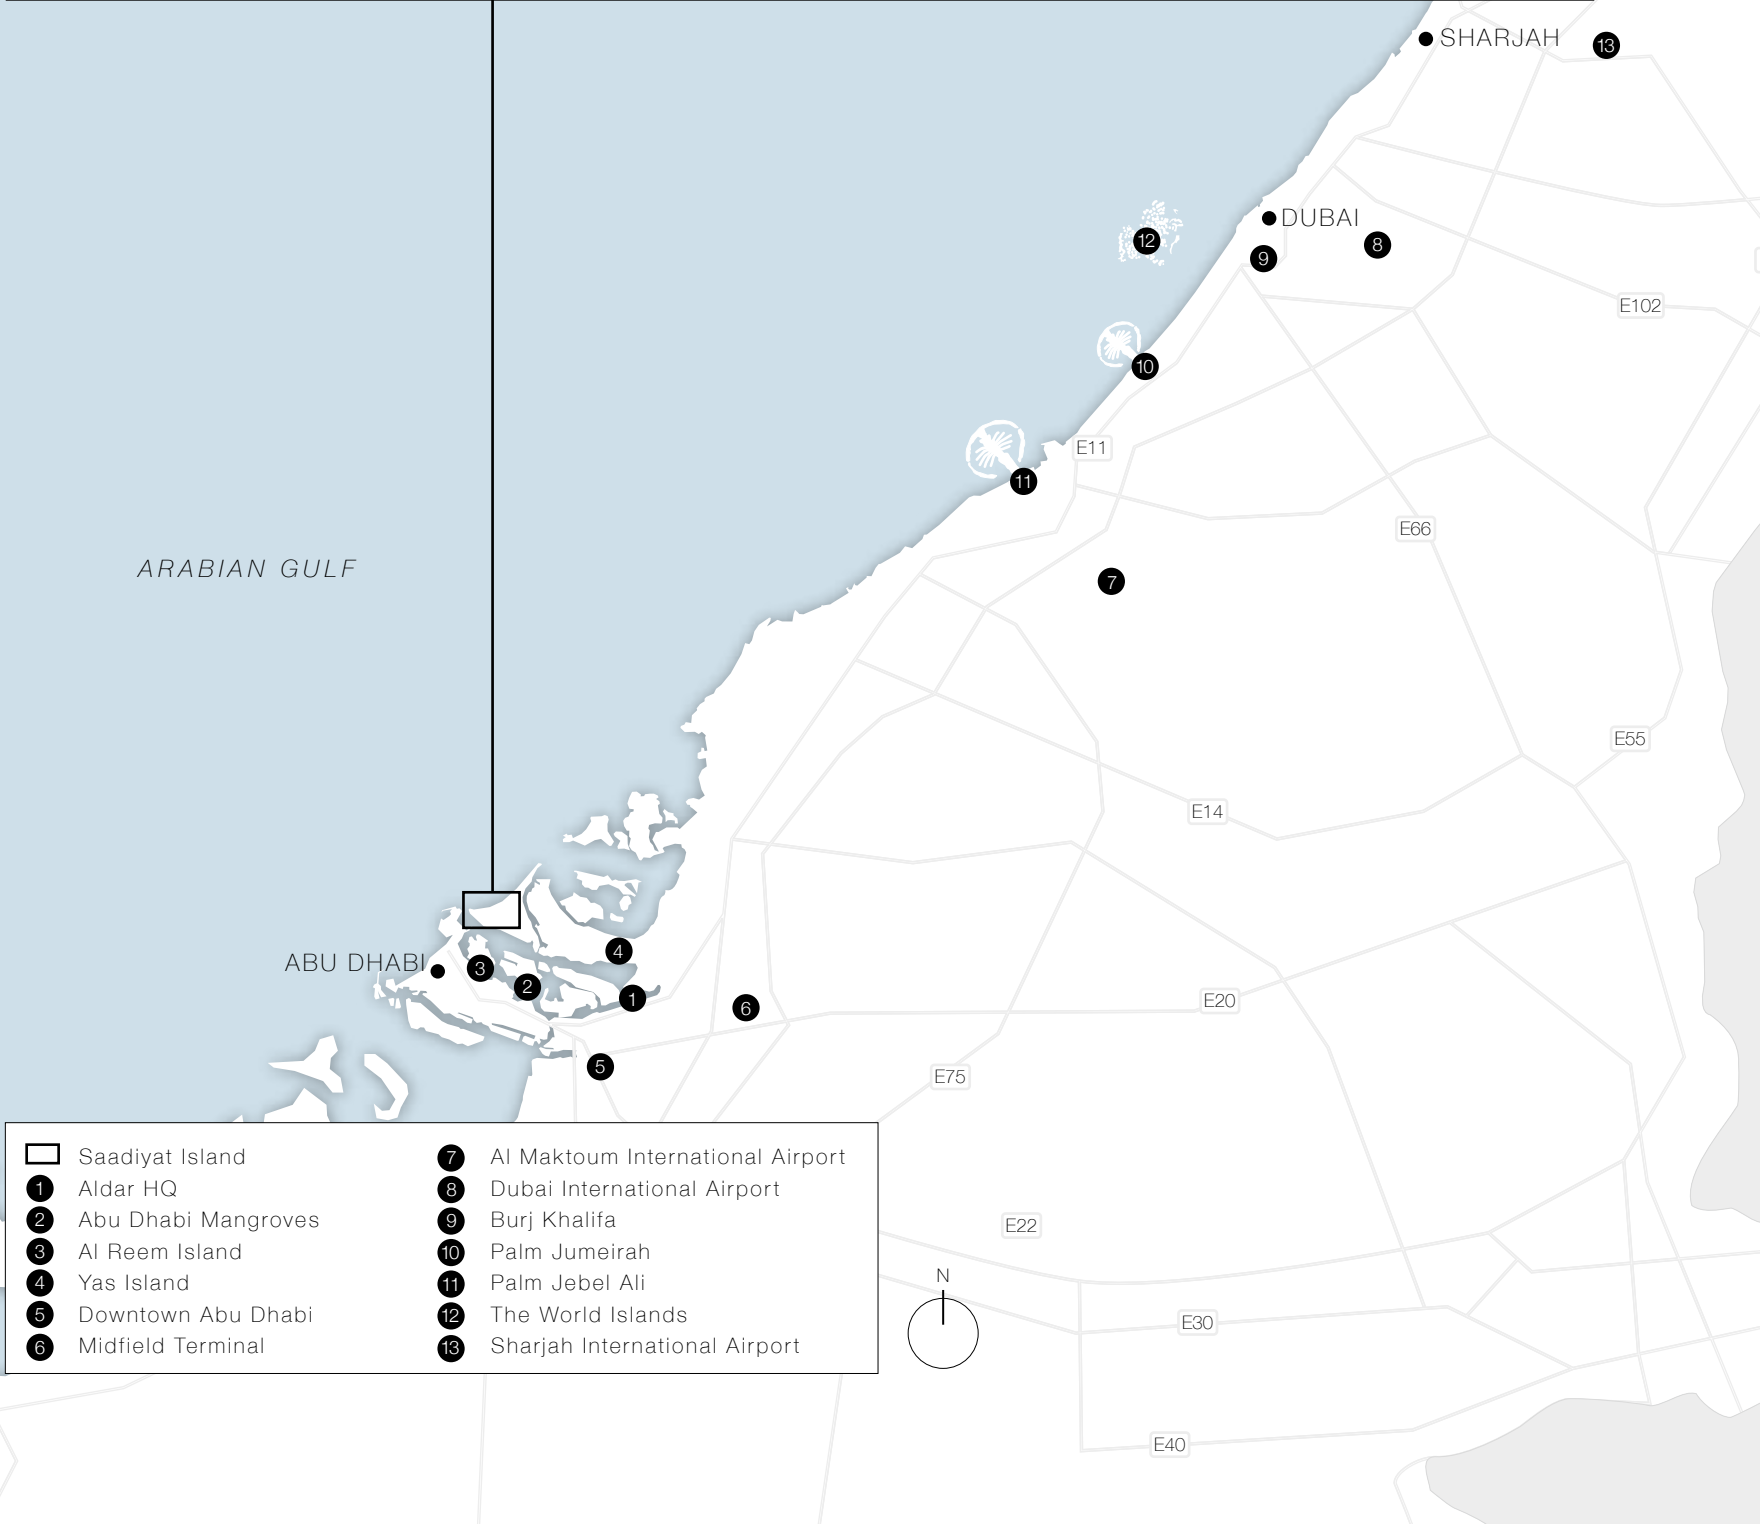 SHARJAH
13
DUBAI
12
8
9
E102
10
E11
11
E66
ARABIAN GULF
7
E55
E14
4
ABU DHABI
3
2
1
E20
6
5
E75
Saadiyat Island
1 Aldar HQ
2 Abu Dhabi Mangroves
3 Al Reem Island
4 Yas Island
5 Downtown Abu Dhabi
6 Midfield Terminal
7 Al Maktoum International Airport
8 Dubai International Airport
9 Burj Khalifa
10 Palm Jumeirah
11 Palm Jebel Ali
12 The World Islands
13 Sharjah International Airport
E22
N
E30
E40